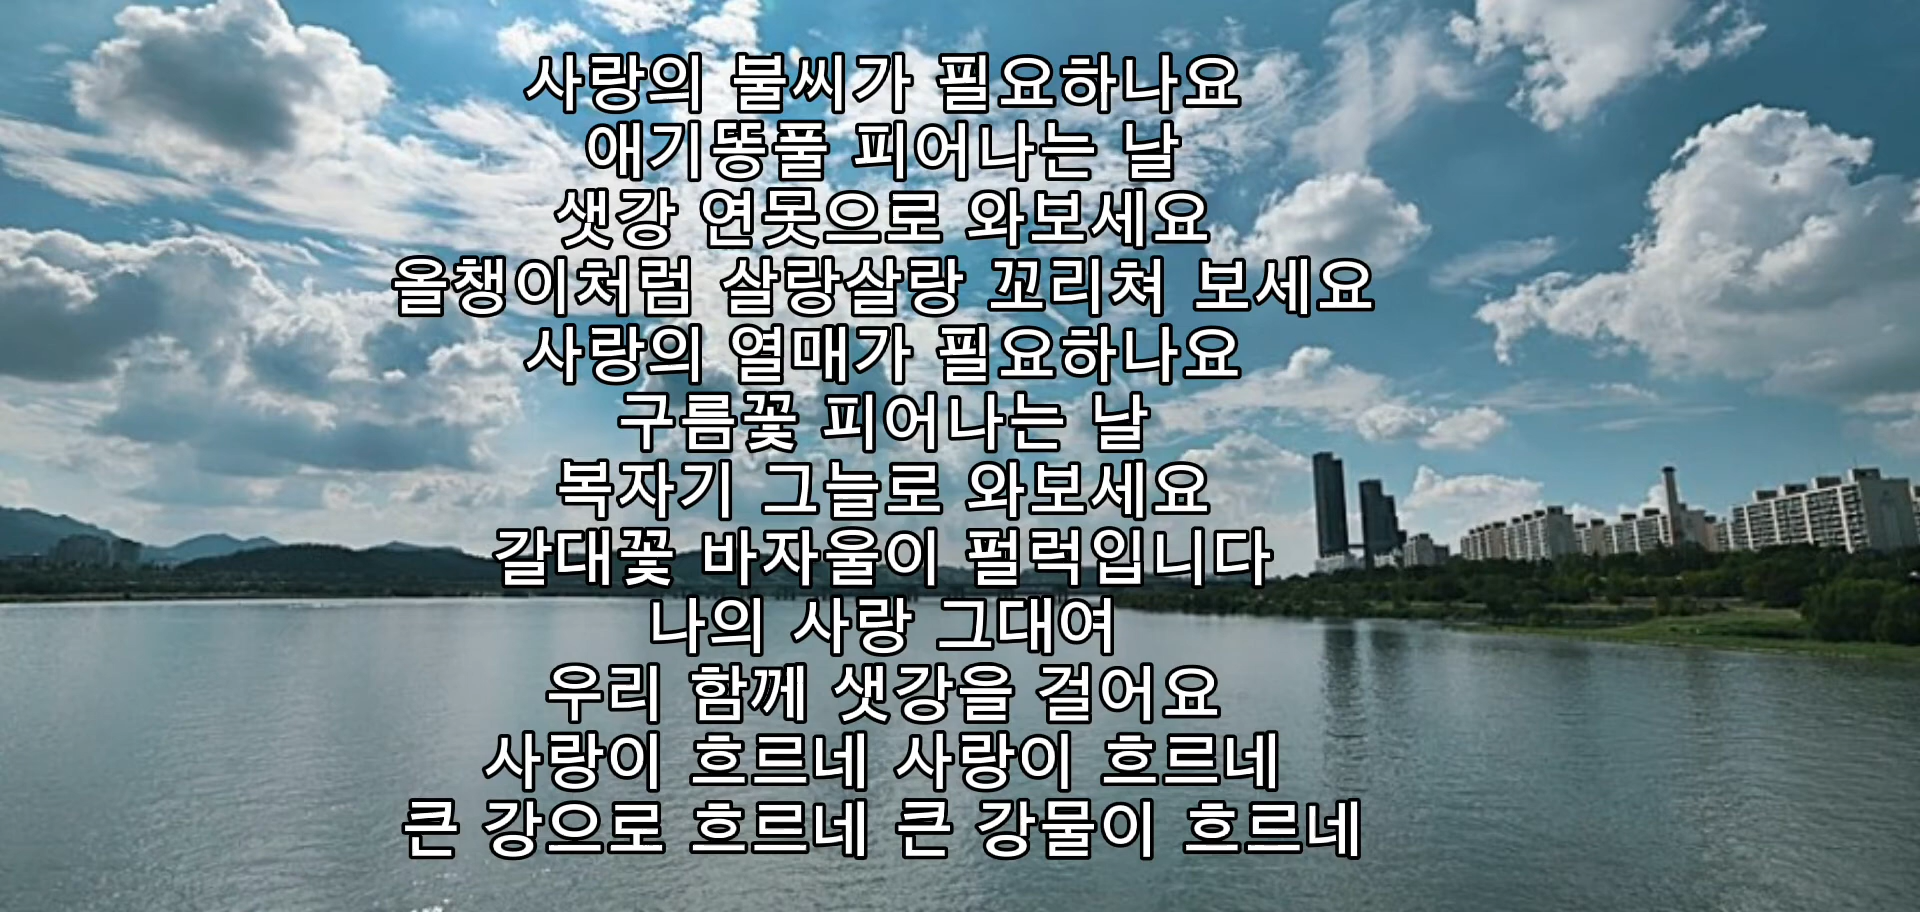 사랑의 불씨가 필요하나요
애기똥풀 피어나는 날
샛강 연못으로 와보세요
올챙이처럼 살랑살랑 꼬리쳐 보세요
사랑의 열매가 필요하나요
구름꽃 피어나는 날
복자기 그늘로 와보세요
갈대꽃 바자울이 펄럭입니다
나의 사랑 그대여
우리 함께 샛강을 걸어요
사랑이 흐르네 사랑이 흐르네
큰 강으로 흐르네 큰 강물이 흐르네